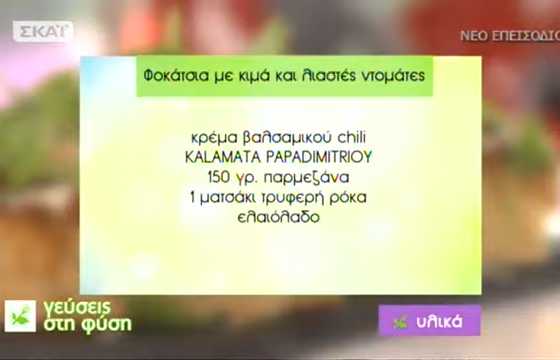 ΣΚΑΪ
ΝΕΟ ΕΠΕΙΣΟΔΙΟ
Φοκάτσια με κιμά και λιαστές ντομάτες
κρέμα βαλσαμικού chili
KALAMATA PAPADIMITRIOY
150 γρ. παρμεζάνα
1 ματσάκι τρυφερή ρόκα
ελαιόλαδο
γεύσεις
στη φύση
υλικά